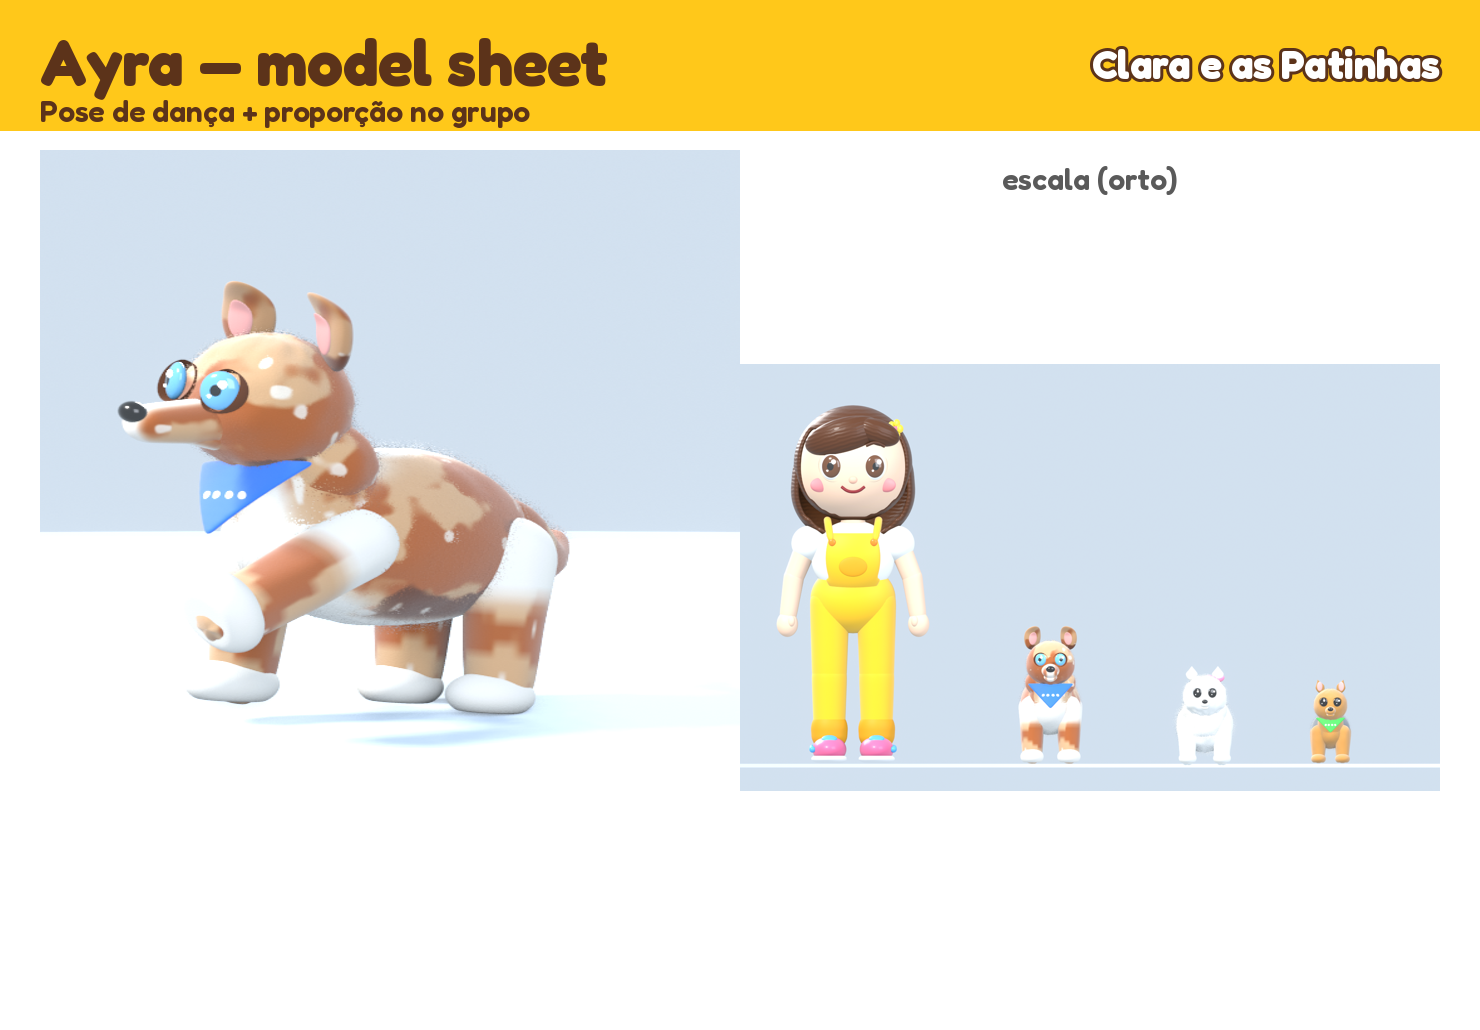 Ayra — model sheet
Pose de dança + proporção no grupo
Clara e as Patinhas
escala (orto)